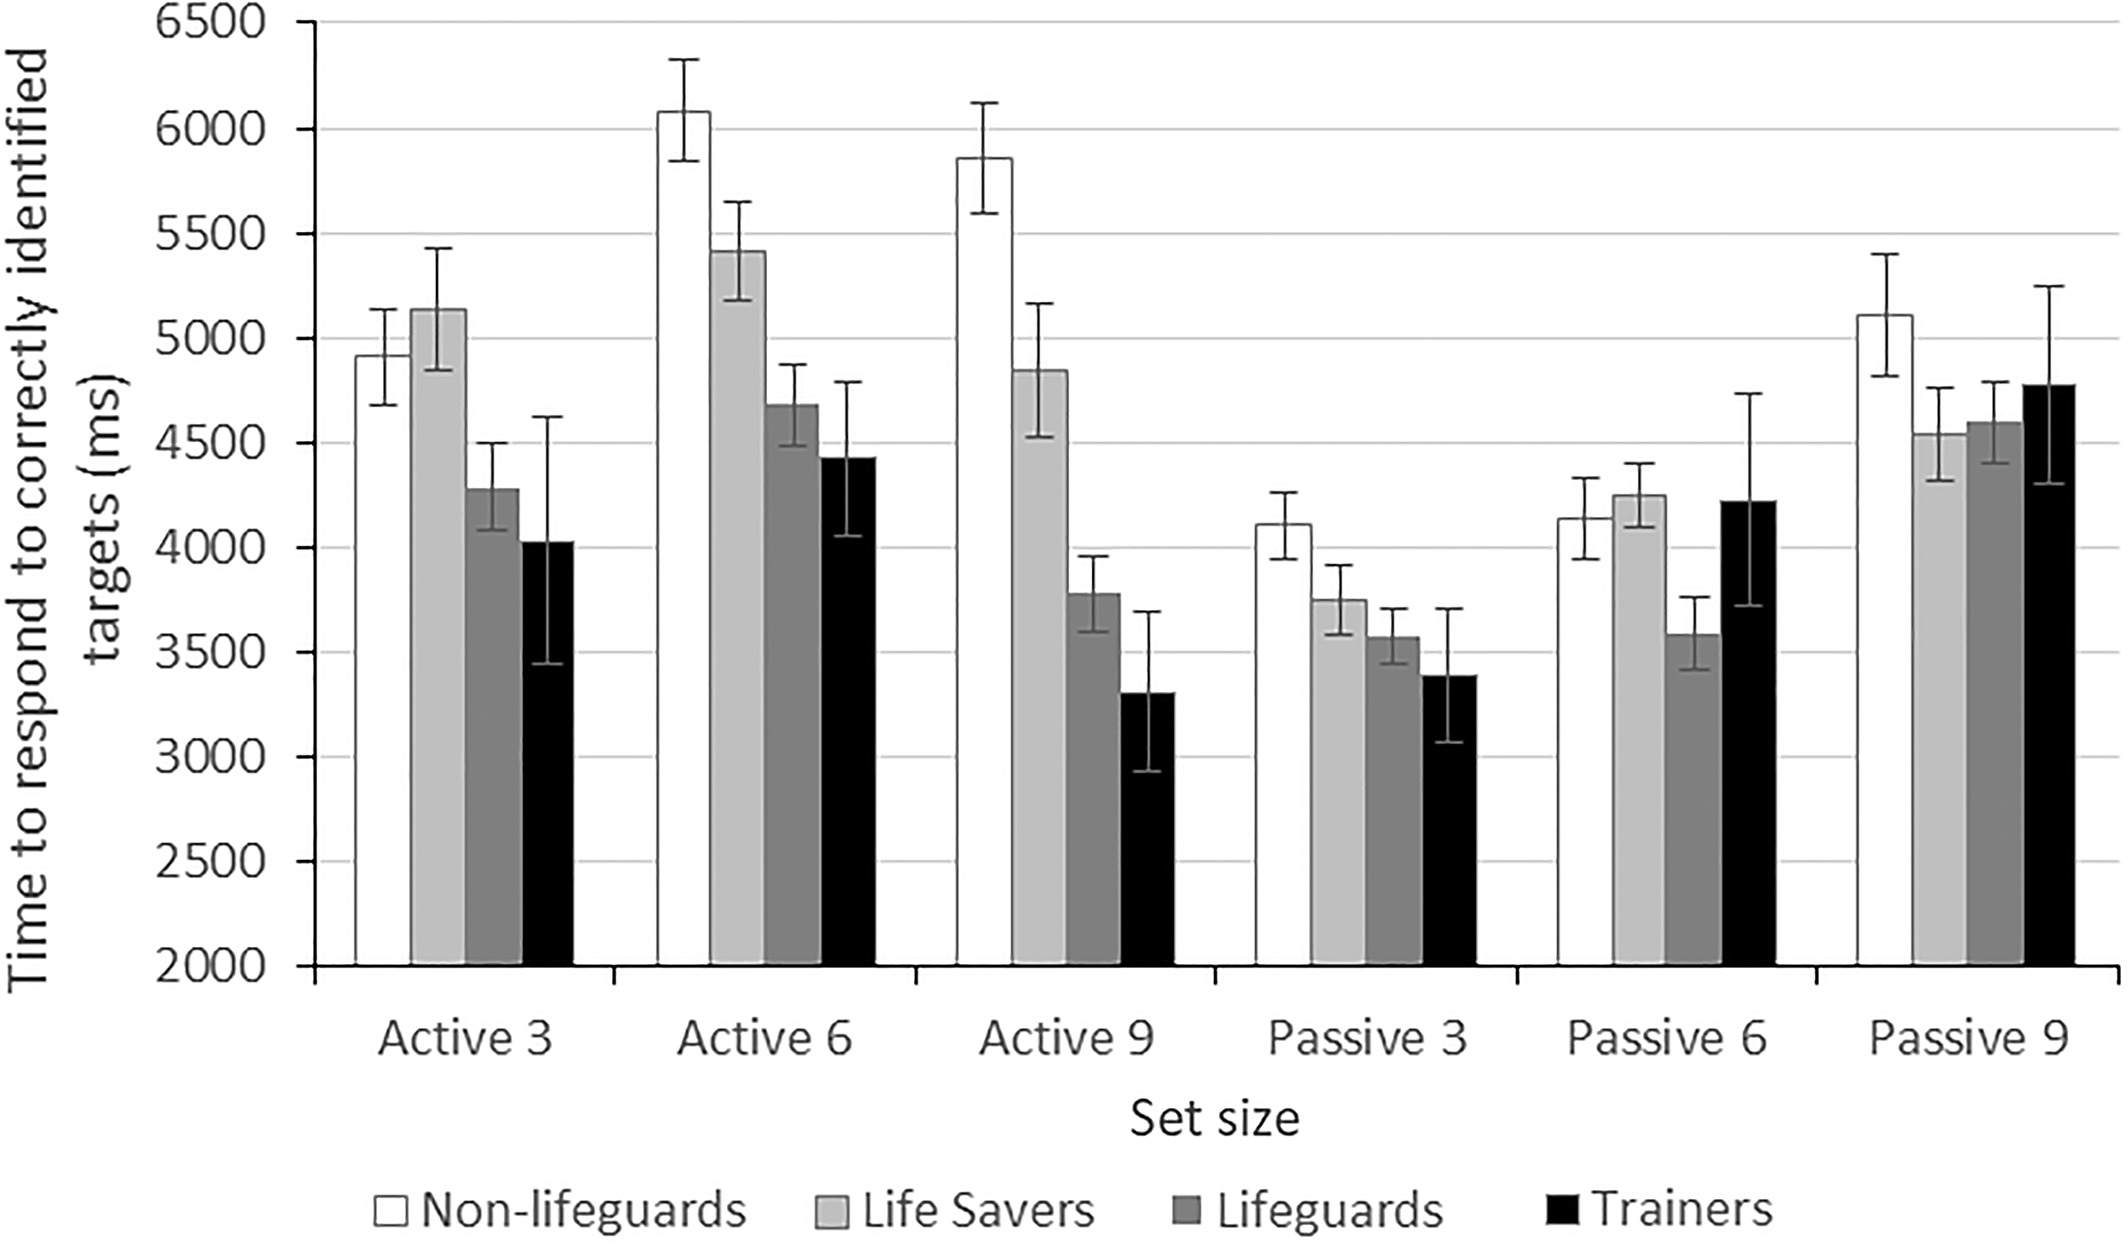 Time to respond to correctly identified
targets (ms)
6500
6000
5500
5000
4500
4000
3500
3000
2500
2000
Active 3 Active 6 Active 9 Passive 3 Passive 6 Passive 9
Set size
Non-lifeguards Life Savers Lifeguards Trainers